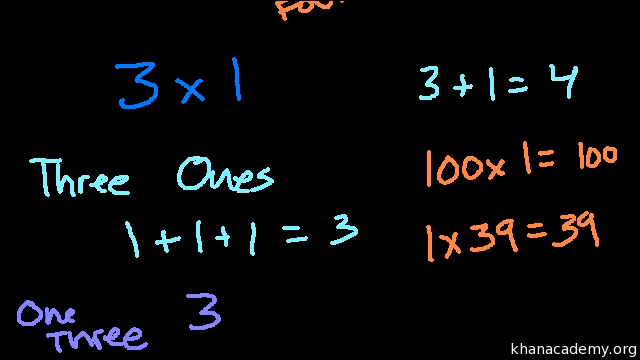 3 x 1
3 + 1 = 4
Three Ones
100 x 1 = 100
1 + 1 + 1 = 3
1 x 39 = 39
One Three 3
khanacademy.org